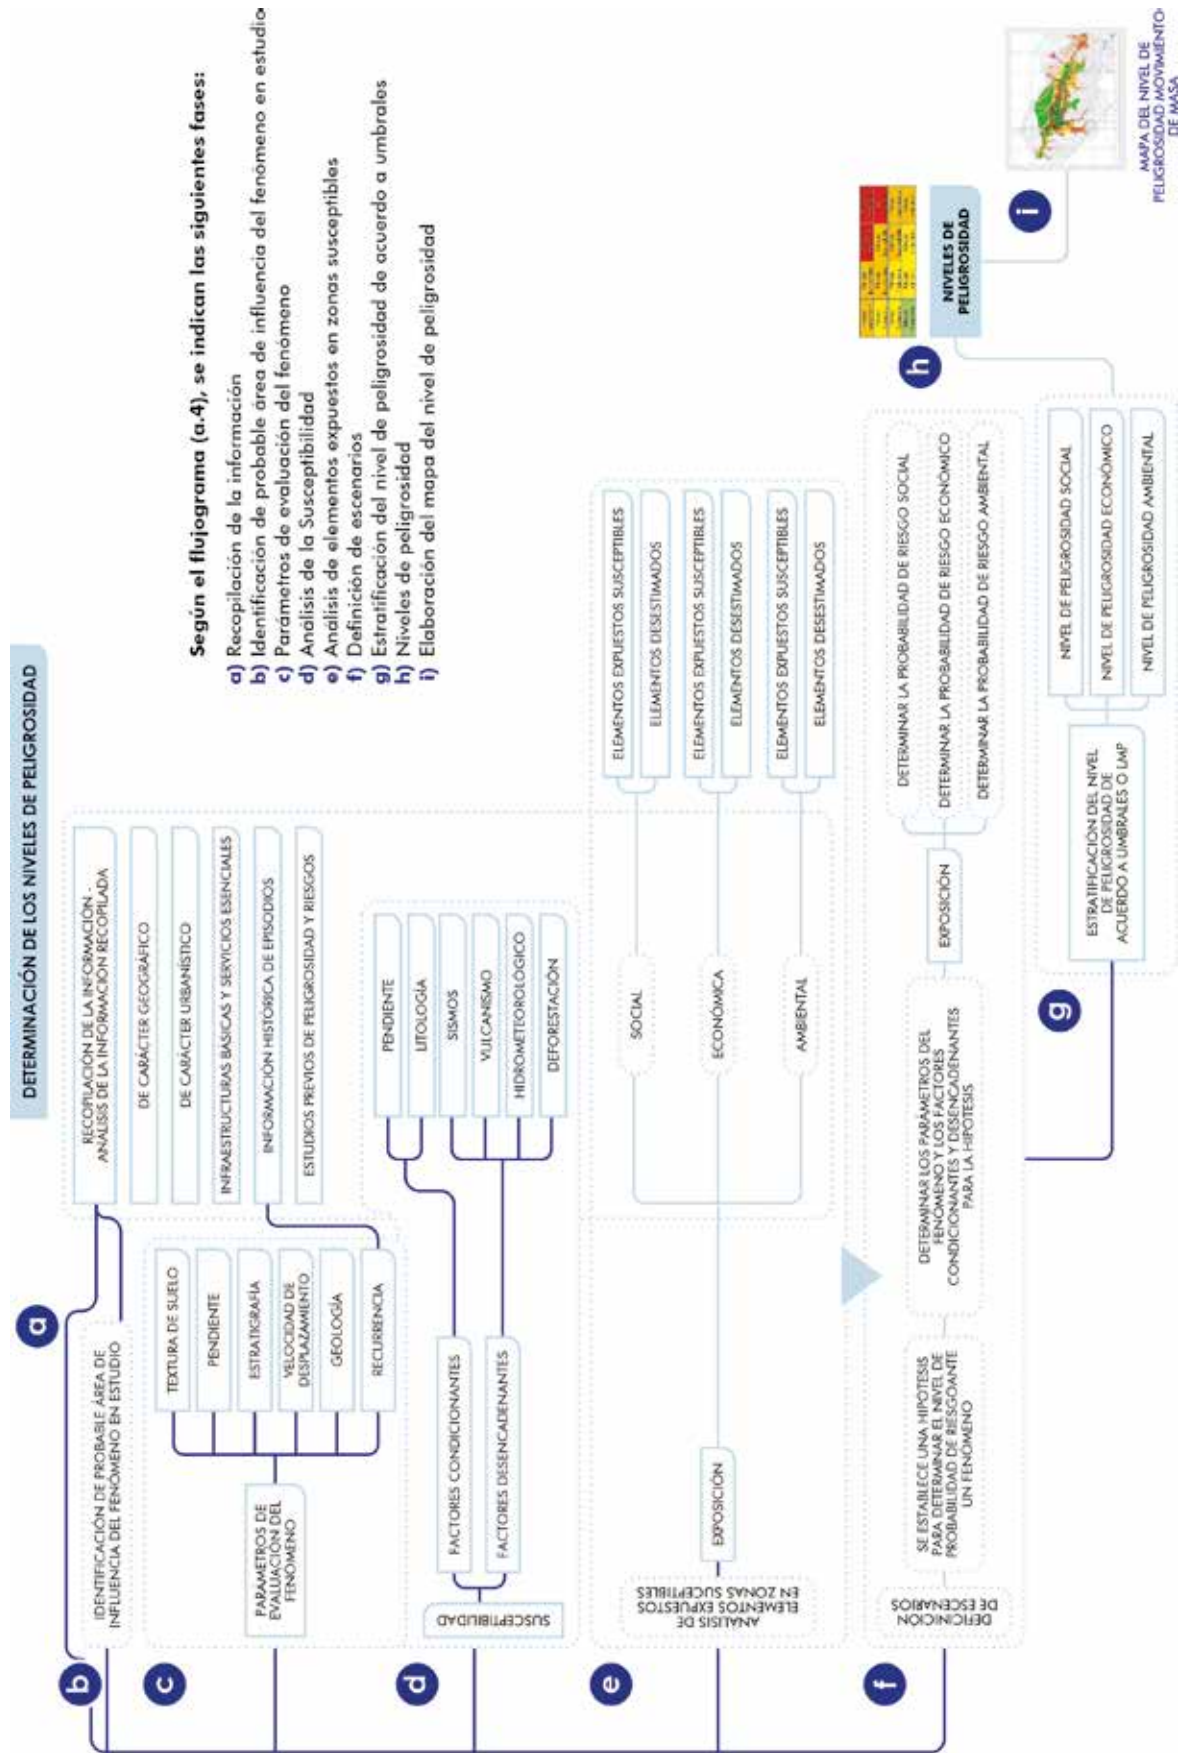 DETERMINACIÓN DE LOS NIVELES DE PELIGROSIDAD
a
RECOPILACIÓN DE LA INFORMACIÓN -
ANÁLISIS DE LA INFORMACIÓN RECOPILADA
DE CARÁCTER GEOGRÁFICO
DE CARÁCTER URBANÍSTICO
INFRAESTRUCTURAS BASICAS Y SERVICIOS ESENCIALES
INFORMACIÓN HISTÓRICA DE EPISODIOS
ESTUDIOS PREVIOS DE PELIGROSIDAD Y RIESGOS
b
IDENTIFICACIÓN DE PROBABLE ÁREA DE
INFLUENCIA DEL FENÓMENO EN ESTUDIO
c
PARAMETROS DE
EVALUACIÓN DEL
FENOMENO
TEXTURA DE SUELO
PENDIENTE
ESTRATIGRAFÍA
VELOCIDAD DE
DESPLAZAMIENTO
GEOLOGÍA
RECURRENCIA
d
SUSCEPTIBILIDAD
FACTORES CONDICIONANTES
FACTORES DESENCADENANTES
PENDIENTE
LITOLOGÍA
SISMOS
VULCANISMO
HIDROMETEOROLÓGICO
DEFORESTACIÓN
e
ANÁLISIS DE
ELEMENTOS EXPUESTOS
EN ZONAS SUCEPTIBLES
EXPOSICIÓN
SOCIAL
ECONÓMICA
AMBIENTAL
ELEMENTOS EXPUESTOS SUSCEPTIBLES
ELEMENTOS DESESTIMADOS
ELEMENTOS EXPUESTOS SUSCEPTIBLES
ELEMENTOS DESESTIMADOS
ELEMENTOS EXPUESTOS SUSCEPTIBLES
ELEMENTOS DESESTIMADOS
f
DEFICINICIÓN
DE ESCENARIOS
SE ESTABLECE UNA HIPOTESIS
PARA DETERMINAR EL NIVEL DE
PROBABILIDAD DE RIESGOANTE
UN FENÓMENO
DETERMINAR LOS PARÁMETROS DEL
FENÓMENO Y LOS FACTORES
CONDICIONANTES Y DESENCADENANTES
PARA LA HIPOTESIS
EXPOSICIÓN
DETERMINAR LA PROBABILIDAD DE RIESGO SOCIAL
DETERMINAR LA PROBABILIDAD DE RIESGO ECONÓMICO
DETERMINAR LA PROBABILIDAD DE RIESGO AMBIENTAL
g
ESTRATIFICACIÓN DEL NIVEL
DE PELIGROSIDAD DE
ACUERDO A UMBRALES O LMP
NIVEL DE PELIGROSIDAD SOCIAL
NIVEL DE PELIGROSIDAD ECONÓMICO
NIVEL DE PELIGROSIDAD AMBIENTAL
h
NIVELES DE
PELIGROSIDAD
i
MAPA DEL NIVEL DE
PELIGROSIDAD MOVIMIENTO
DE MASA
Según el flujograma (a.4), se indican las siguientes fases:
a) Recopilación de la información
b) Identificación de probable área de influencia del fenómeno en estudio
c) Parámetros de evaluación del fenómeno
d) Análisis de la Susceptibilidad
e) Análisis de elementos expuestos en zonas susceptibles
f) Definición de escenarios
g) Estratificación del nivel de peligrosidad de acuerdo a umbrales
h) Niveles de peligrosidad
i) Elaboración del mapa del nivel de peligrosidad